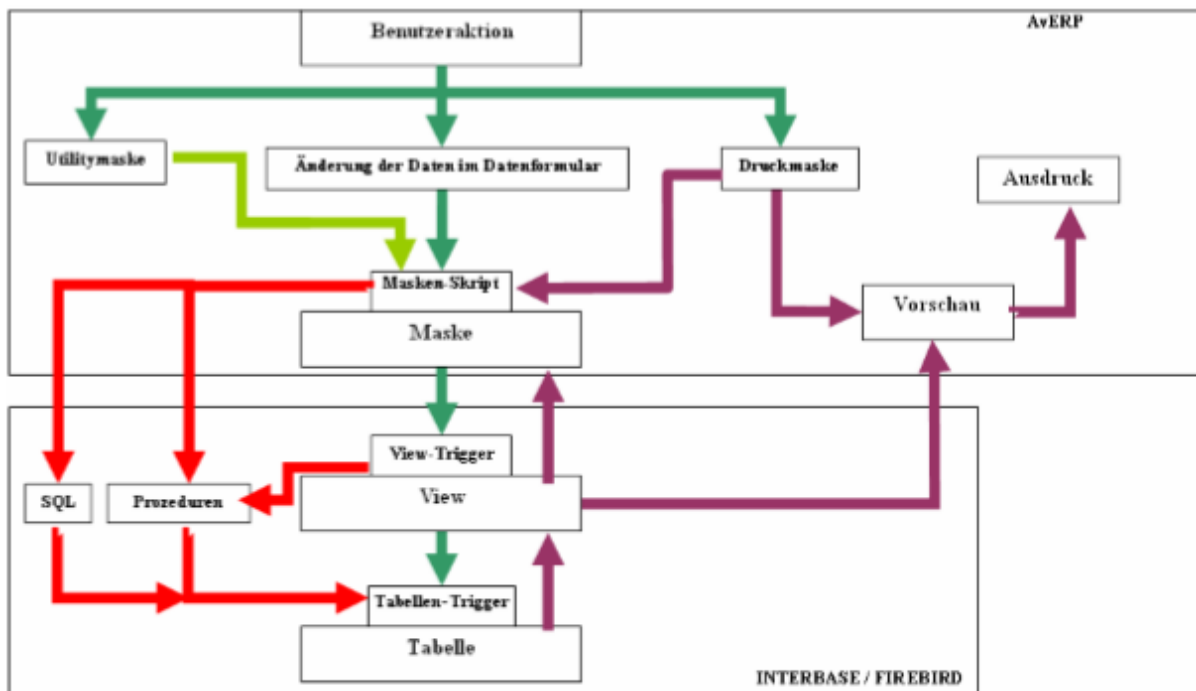 Benutzeraktion
AvERP
Utilitymaske
Änderung der Daten im Datenformular
Druckmaske
Ausdruck
Masken-Skript
Maske
Vorschau
View-Trigger
View
SQL
Prozeduren
Tabellen-Trigger
Tabelle
INTERBASE / FIREBIRD